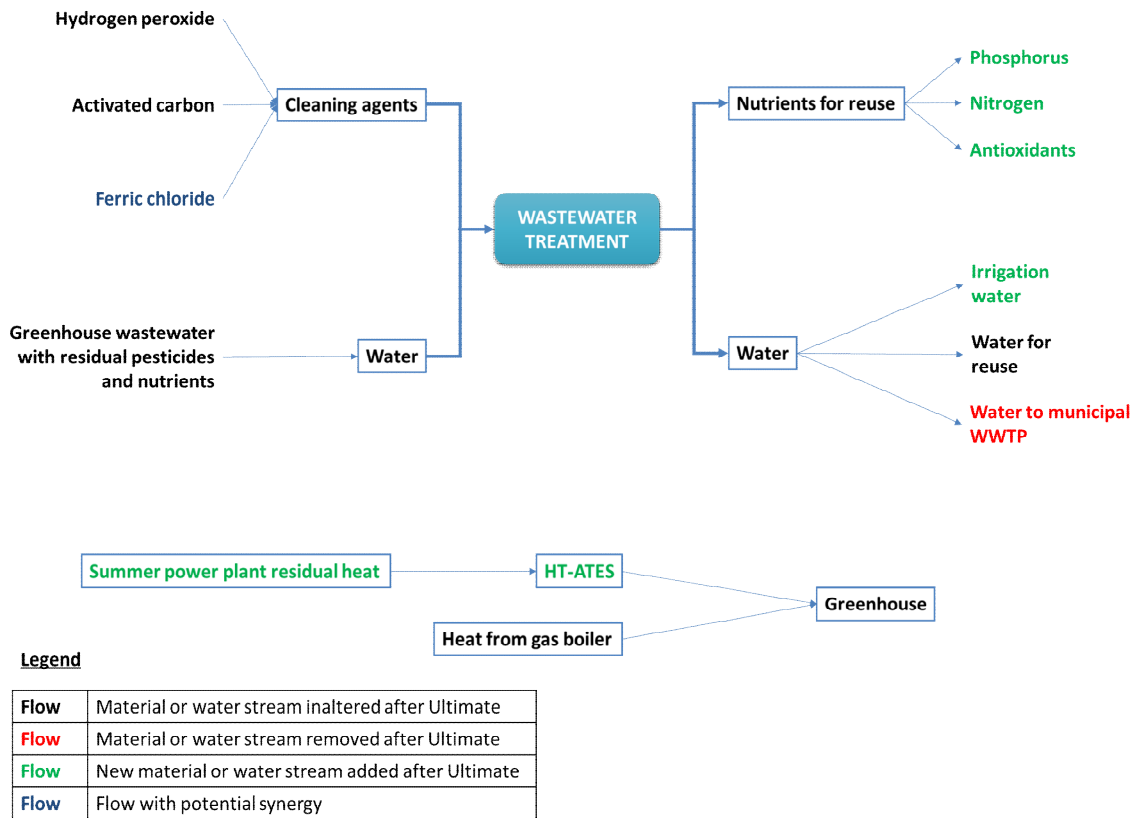 Hydrogen peroxide
Activated carbon
Cleaning agents
Ferric chloride
Greenhouse wastewater
with residual pesticides
and nutrients
Water
WASTEWATER
TREATMENT
Nutrients for reuse
Phosphorus
Nitrogen
Antioxidants
Water
Irrigation
water
Water for
reuse
Water to municipal
WWTP
Summer power plant residual heat
HT-ATES
Heat from gas boiler
Greenhouse
Legend
Flow Material or water stream inaltered after Ultimate
Flow Material or water stream removed after Ultimate
Flow New material or water stream added after Ultimate
Flow Flow with potential synergy